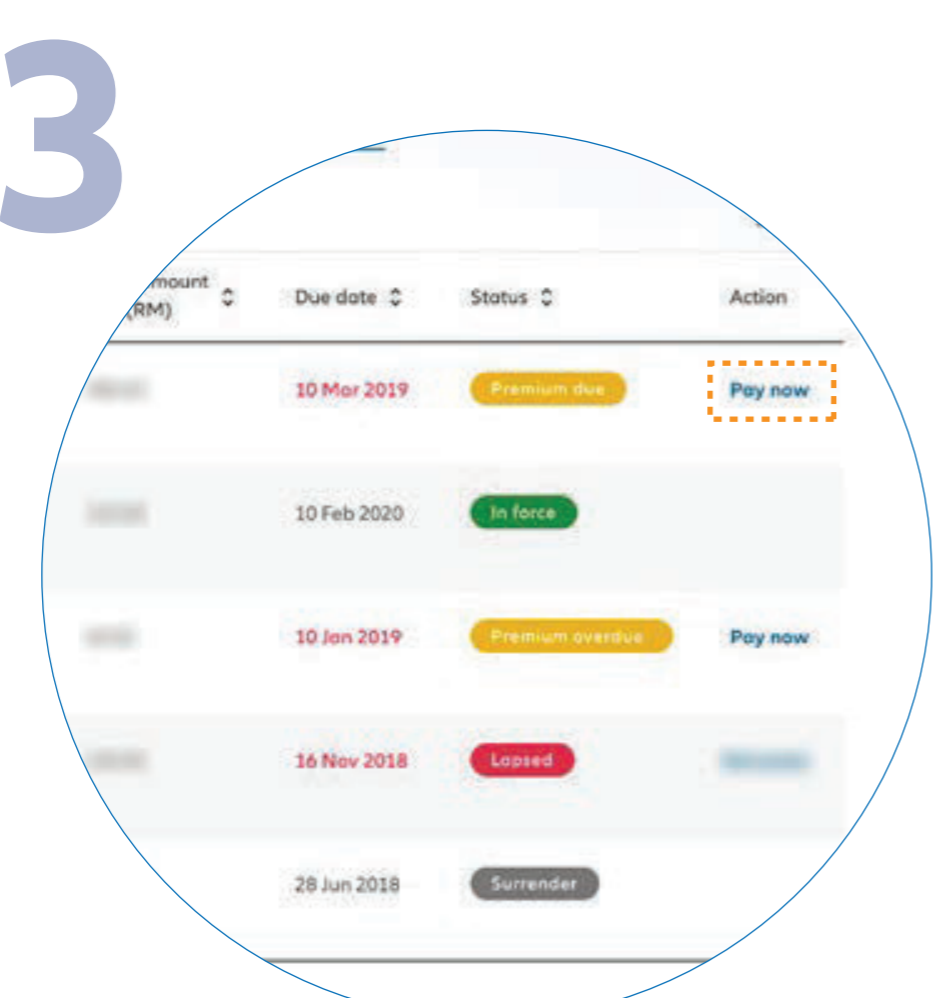 3
mount
(RM)
Due date
Status
Action
10 Mar 2019
Premium due
Pay now
10 Feb 2020
In force
10 Jan 2019
Premium overdue
Pay now
16 Nov 2018
Lapsed
28 Jun 2018
Surrender